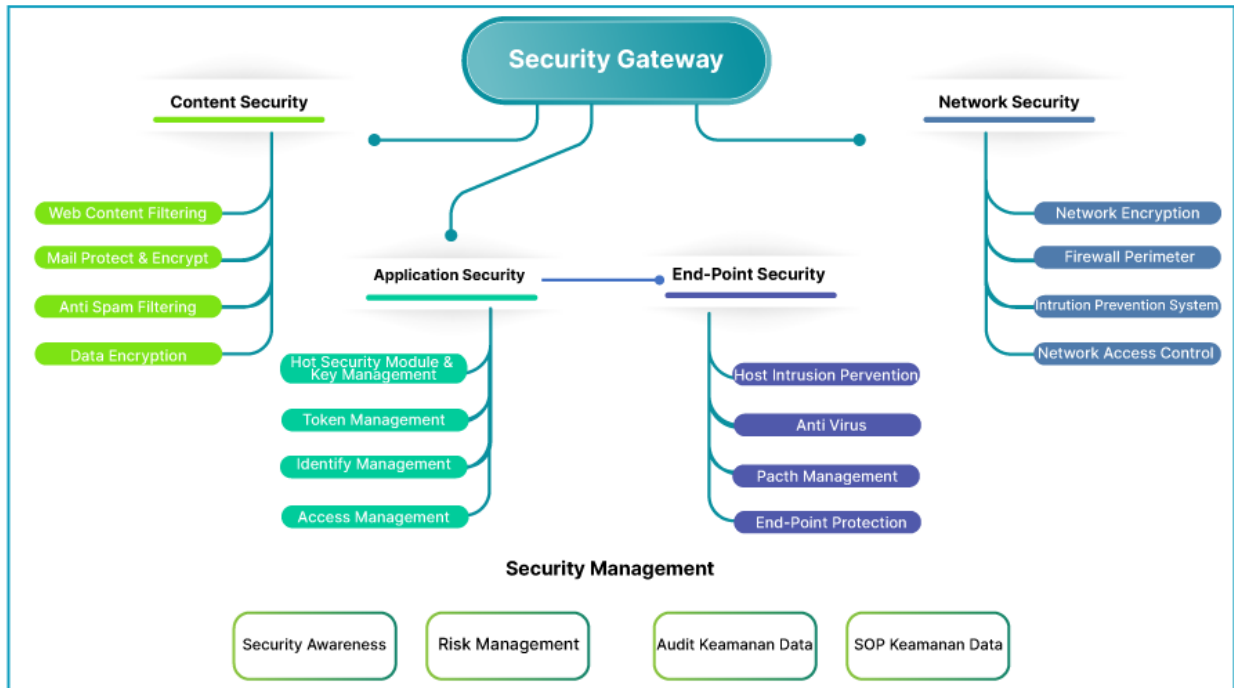 Security Gateway
Content Security
Web Content Filtering
Mail Protect & Encrypt
Anti Spam Filtering
Data Encryption
Application Security
Hot Security Module &
Key Management
Token Management
Identify Management
Access Management
End-Point Security
Host Intrusion Pervention
Anti Virus
Pacth Management
End-Point Protection
Network Security
Network Encryption
Firewall Perimeter
Intrution Prevention System
Network Access Control
Security Management
Security Awareness
Risk Management
Audit Keamanan Data
SOP Keamanan Data